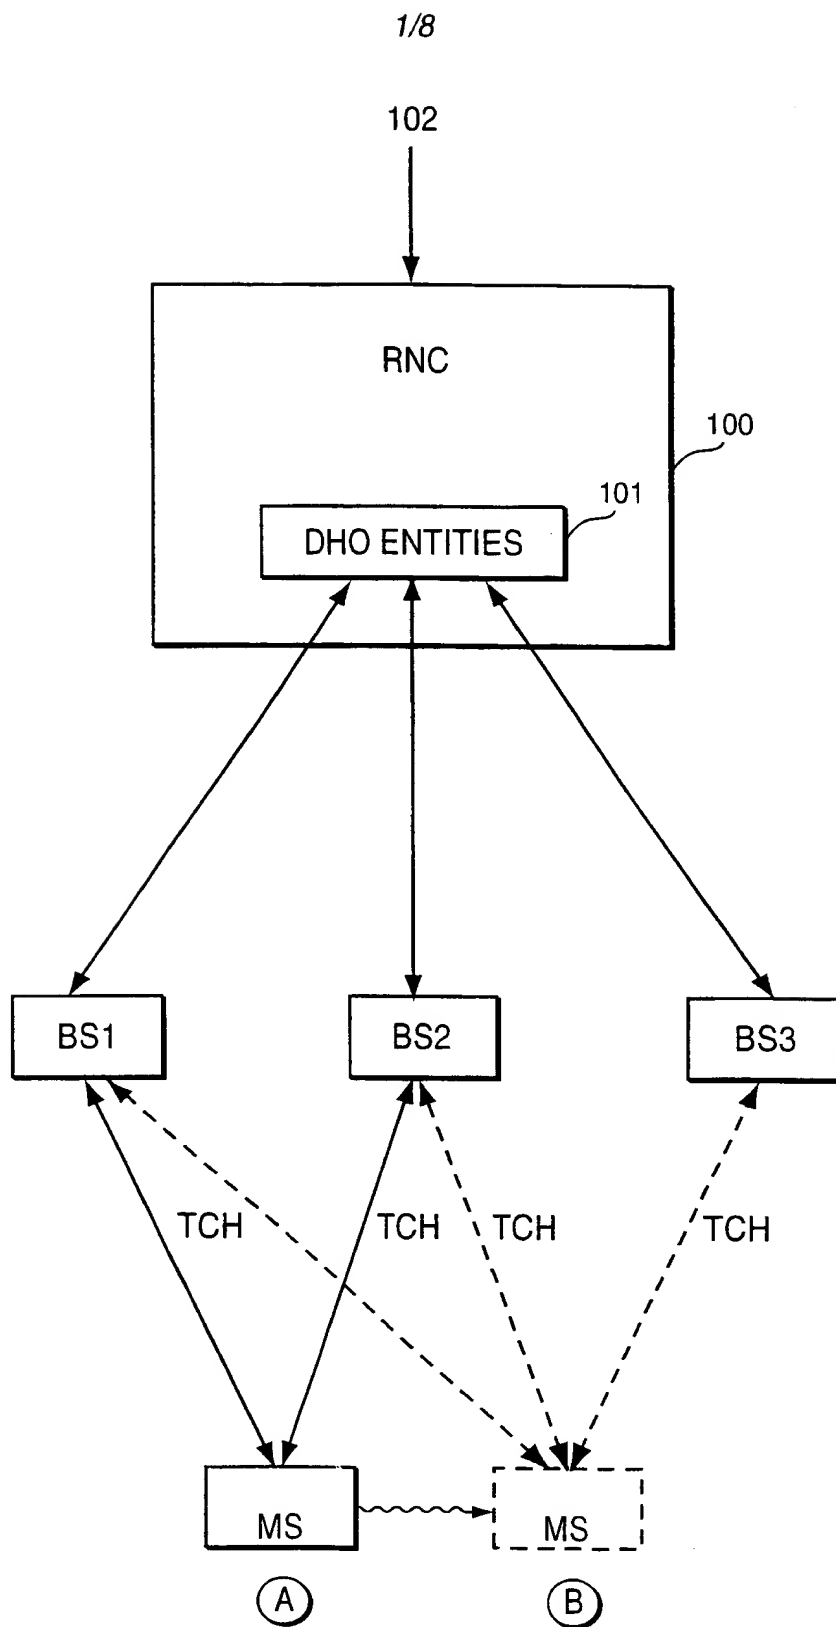 1/8
102
RNC
100
101
DHO ENTITIES
BS1
BS2
BS3
TCH
TCH
TCH
TCH
MS
MS
A
B